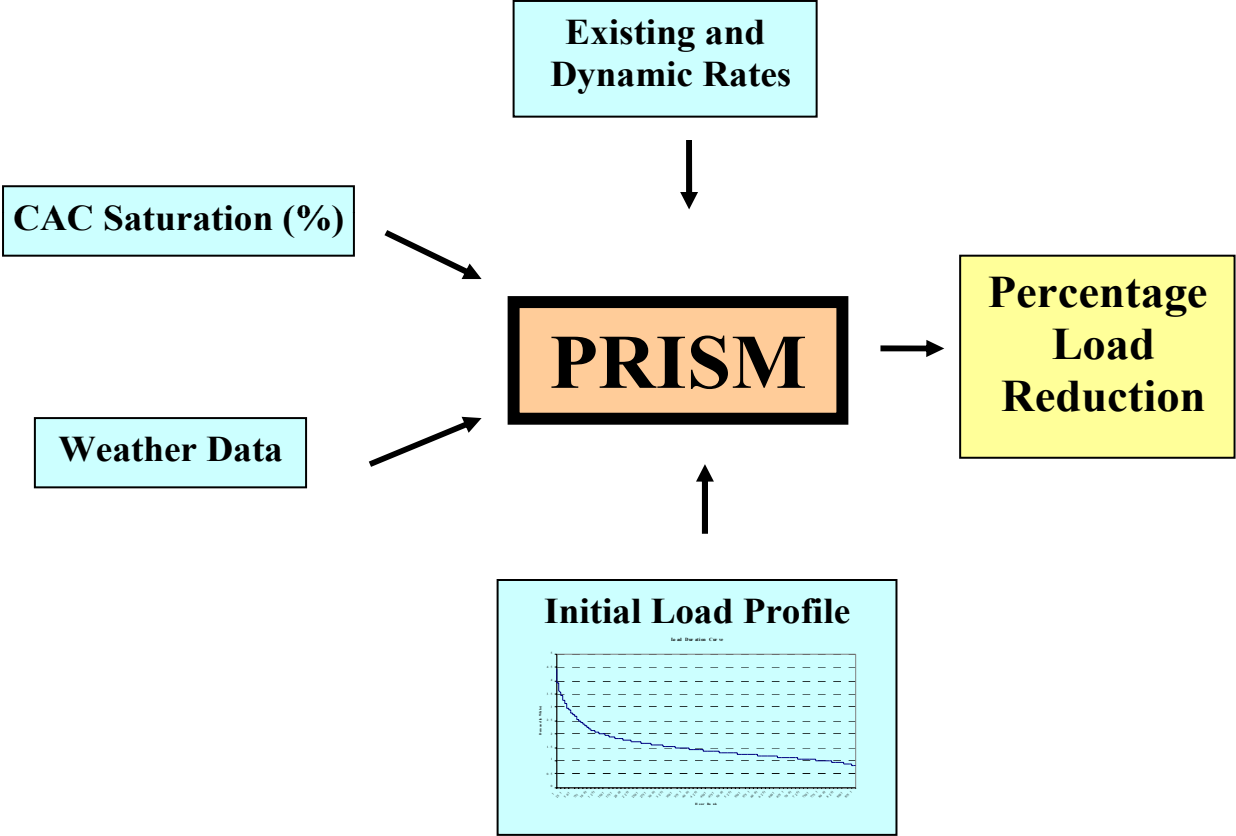 Existing and
Dynamic Rates
CAC Saturation (%)
PRISM
Percentage
Load
Reduction
Weather Data
Initial Load Profile
Load Duration Curve